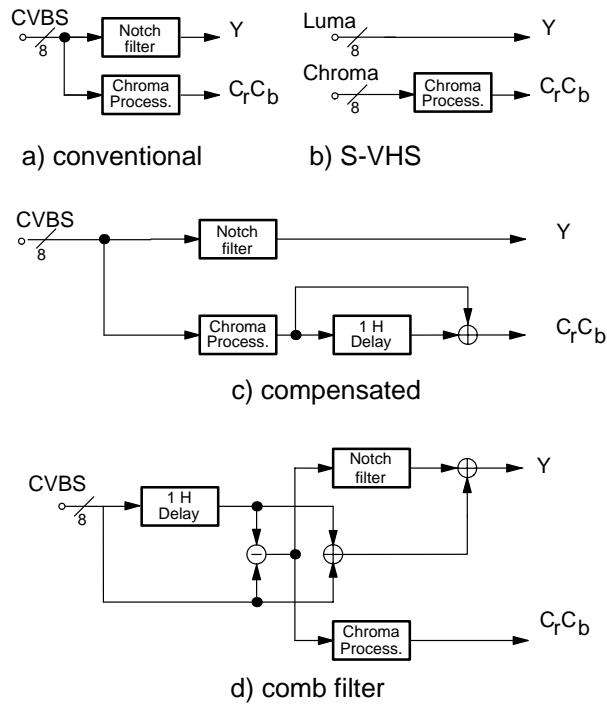 CVBS
8
Notch
filter
Y
Chroma
Process.
CrCb
a) conventional
Luma
8
Y
Chroma
8
Chroma
Process.
CrCb
b) S-VHS
CVBS
8
Notch
filter
Y
Chroma
Process.
1 H
Delay
CrCb
c) compensated
CVBS
8
1 H
Delay
Notch
filter
Y
Chroma
Process.
CrCb
d) comb filter